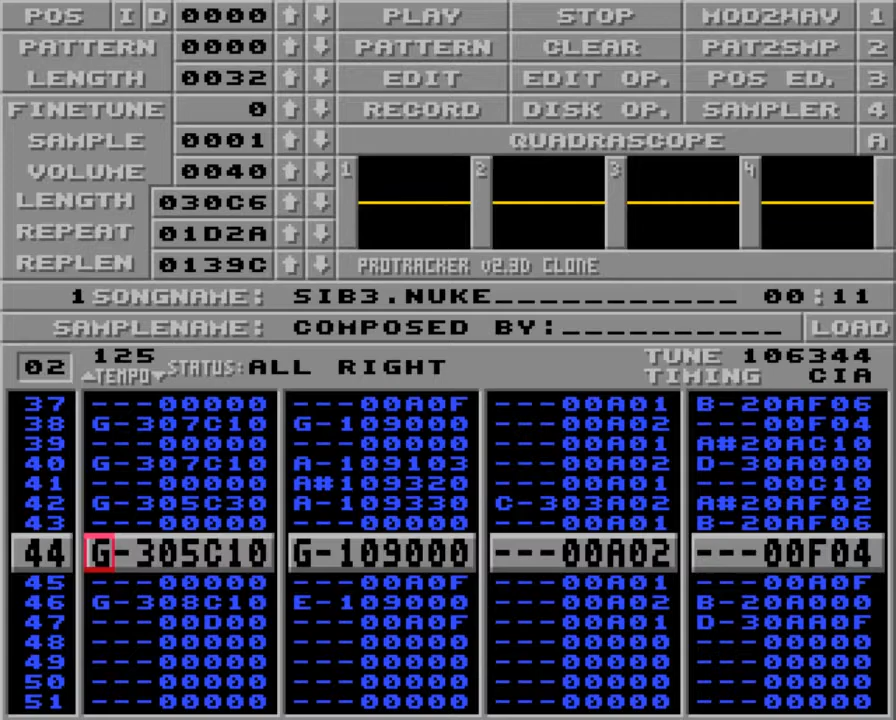 POS I D 0000 PLAY STOP MOD2WAV 1
PATTERN 0000 PATTERN CLEAR PAT2SMP 2
LENGTH 0032 EDIT EDIT OP. POS ED. 3
FINETUNE 0 RECORD DISK OP. SAMPLER 4
SAMPLE 0001 QUADRASCOPE A
VOLUME 0040 1 2 3 4
LENGTH 030C6
REPEAT 01D2A
REPLEN 0139C PROTRACKER v2.3D CLONE
1 SONGNAME: SIB3.NUKE___________ 00:11
SAMPLENAME: COMPOSED BY:__________ LOAD
02 125 TEMPO STATUS: ALL RIGHT TUNE 106344
TIMING CIA
37 ---00000 ---00A0F ---00A01 B-20AF06
38 G-307C10 G-109000 ---00A02 ---00F04
39 ---00000 ---00000 ---00A01 A#20AC10
40 G-307C10 A-109103 ---00A02 D-30A000
41 ---00000 A#109320 ---00A01 ---00C10
42 G-305C30 A-109330 C-303A02 A#20AF02
43 ---00000 ---00000 ---00A01 B-20AF06
44 G-305C10 G-109000 ---00A02 ---00F04
45 ---00000 ---00A0F ---00A01 ---00000
46 G-308C10 E-109000 ---00A02 B-20A000
47 ---00D00 ---00A0F ---00A01 D-30AA0F
48 ---00000 ---00000 ---00000 ---00000
49 ---00000 ---00000 ---00000 ---00000
50 ---00000 ---00000 ---00000 ---00000
51 ---00000 ---00000 ---00000 ---00000